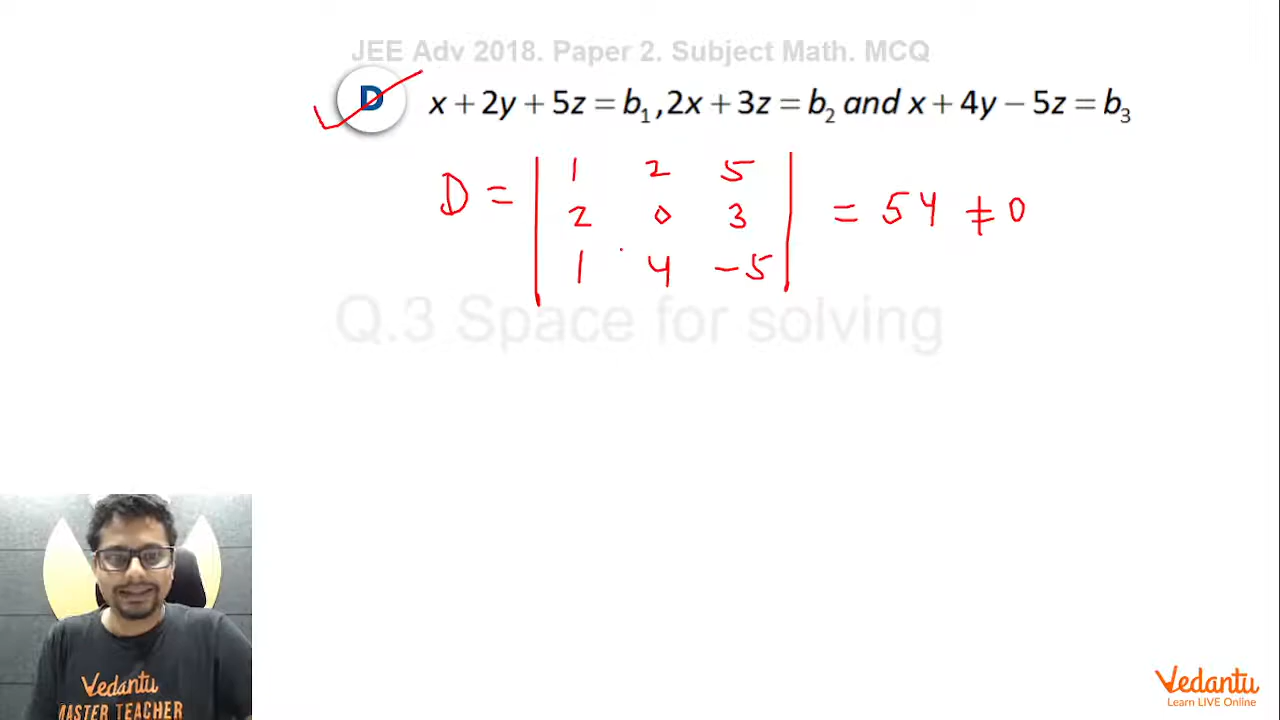 JEE Adv 2018. Paper 2. Subject Math. MCQ
D x + 2y + 5z = b₁, 2x + 3z = b₂ and x + 4y − 5z = b₃
D = | 1 2 5 |
| 2 0 3 | = 54 ≠ 0
| 1 4 −5 |
Q.3 Space for solving
Vedantu
MASTER TEACHER
Vedantu
Learn LIVE Online